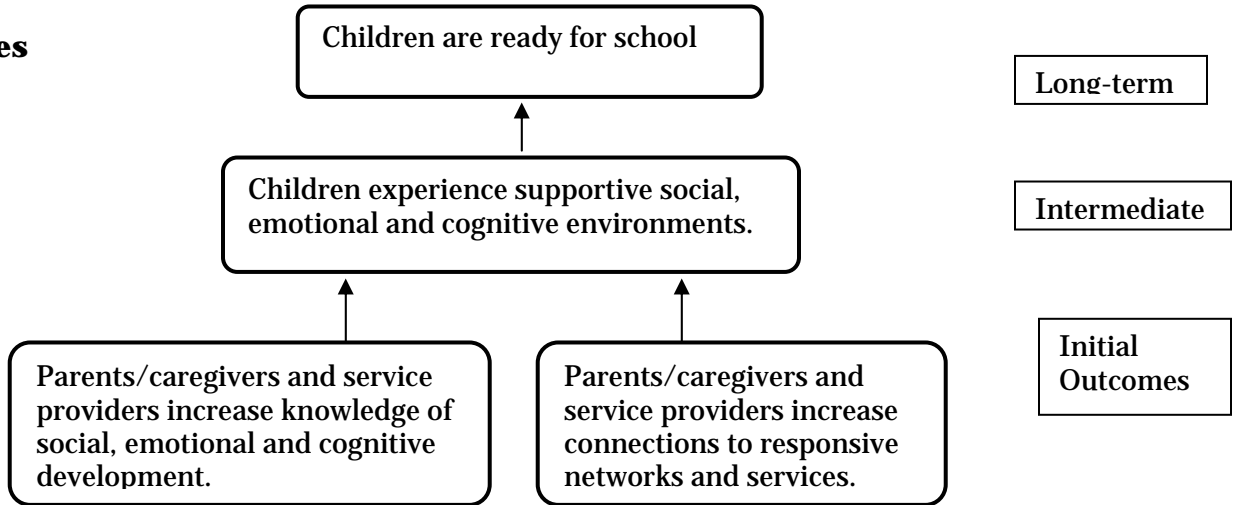 es
Children are ready for school
Long-term
Children experience supportive social,
emotional and cognitive environments.
Intermediate
Parents/caregivers and service
providers increase knowledge of
social, emotional and cognitive
development.
Parents/caregivers and
service providers increase
connections to responsive
networks and services.
Initial
Outcomes